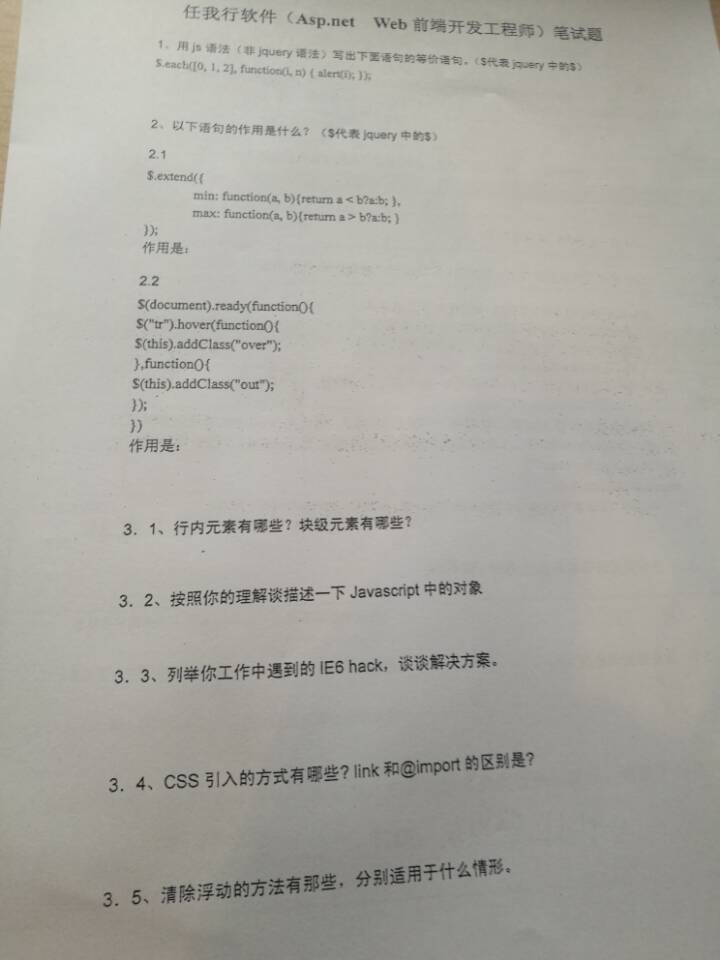 任我行软件（Asp.net Web 前端开发工程师）笔试题
1、用 js 语法（非 jquery 语法）写出下面语句的等价语句。（$代表 jquery 中的$）
$.each([0, 1, 2], function(i, n) { alert(i); });
2、以下语句的作用是什么？（$代表 jquery 中的$）
2.1
$.extend({
min: function(a, b){return a < b?a:b; },
max: function(a, b){return a > b?a:b; }
});
作用是：
2.2
$(document).ready(function(){
$("tr").hover(function(){
$(this).addClass("over");
},function(){
$(this).addClass("out");
});
})
作用是：
3．1、行内元素有哪些？块级元素有哪些？
3．2、按照你的理解谈描述一下 Javascript 中的对象
3．3、列举你工作中遇到的 IE6 hack，谈谈解决方案。
3．4、CSS 引入的方式有哪些? link 和@import 的区别是?
3．5、清除浮动的方法有那些，分别适用于什么情形。